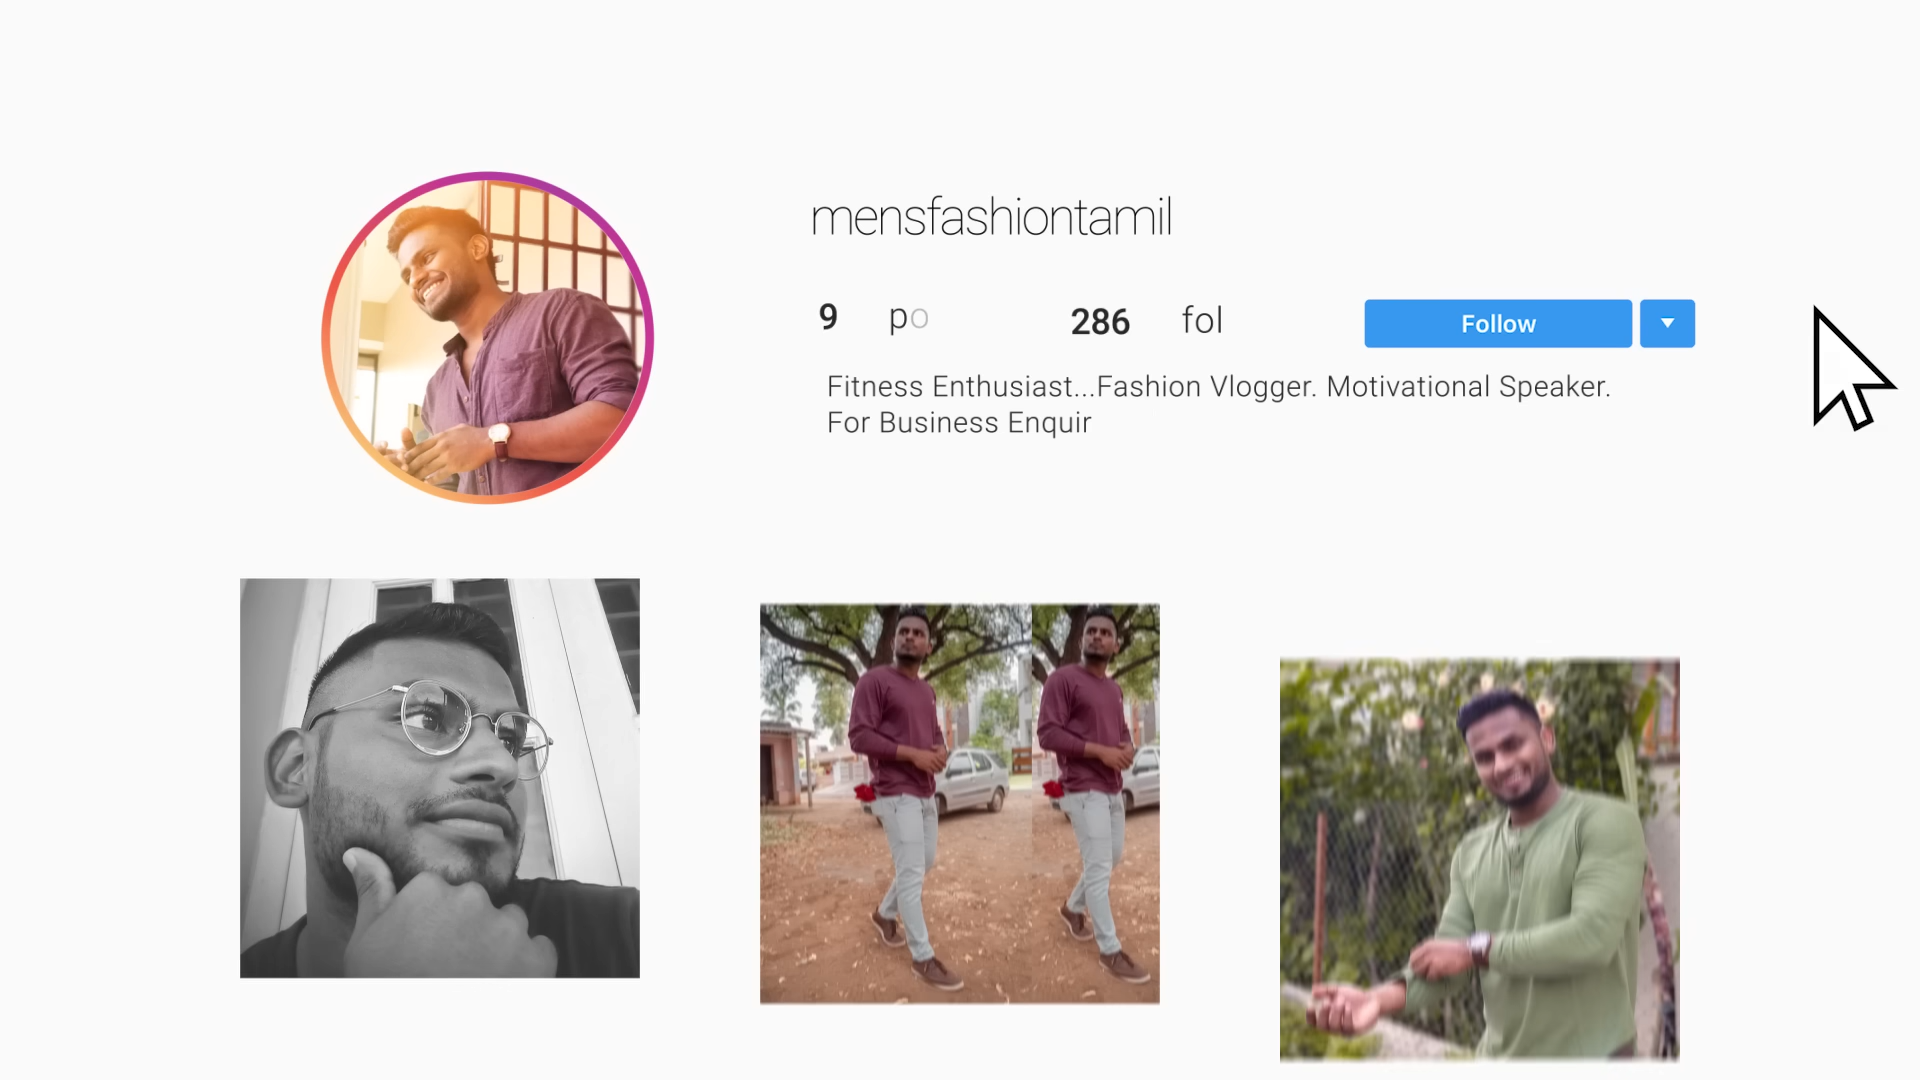 mensfashiontamil
9 po 286 fol Follow
Fitness Enthusiast...Fashion Vlogger. Motivational Speaker.
For Business Enquir